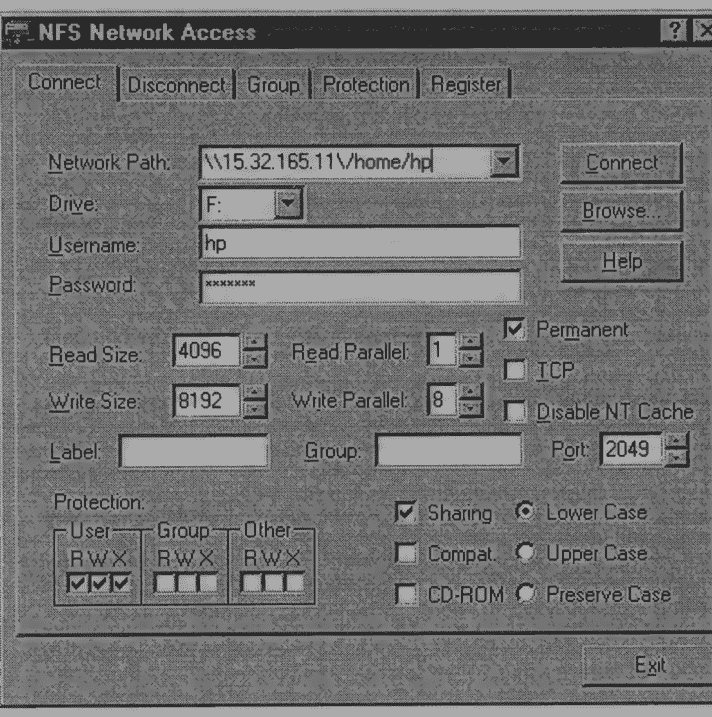 NFS Network Access
Connect Disconnect Group Protection Register
Network Path: \\15.32.165.11\/home/hp Connect
Drive: F: Browse...
Username: hp
Help
Password: *******
Permanent
Read Size: 4096 Read Parallel: 1
TCP
Write Size: 8192 Write Parallel: 8
Disable NT Cache
Label: Group: Port: 2049
Protection:
Sharing Lower Case
User Group Other
R W X R W X R W X
Compat. Upper Case
CD-ROM Preserve Case
Exit